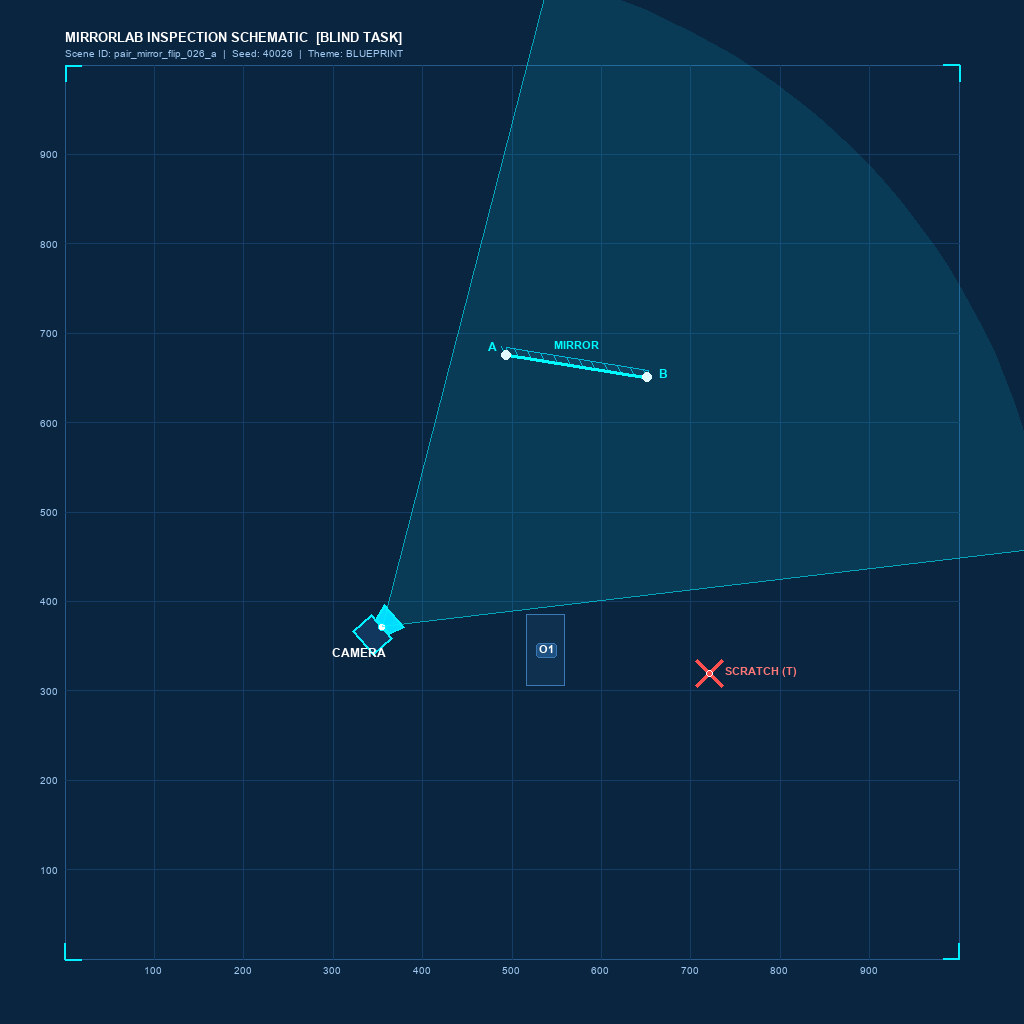 MIRRORLAB INSPECTION SCHEMATIC  [BLIND TASK]
Scene ID: pair_mirror_flip_026_a  |  Seed: 40026  |  Theme: BLUEPRINT
900
800
700
A
MIRROR
B
600
500
400
CAMERA
O1
SCRATCH (T)
300
200
100
100 200 300 400 500 600 700 800 900